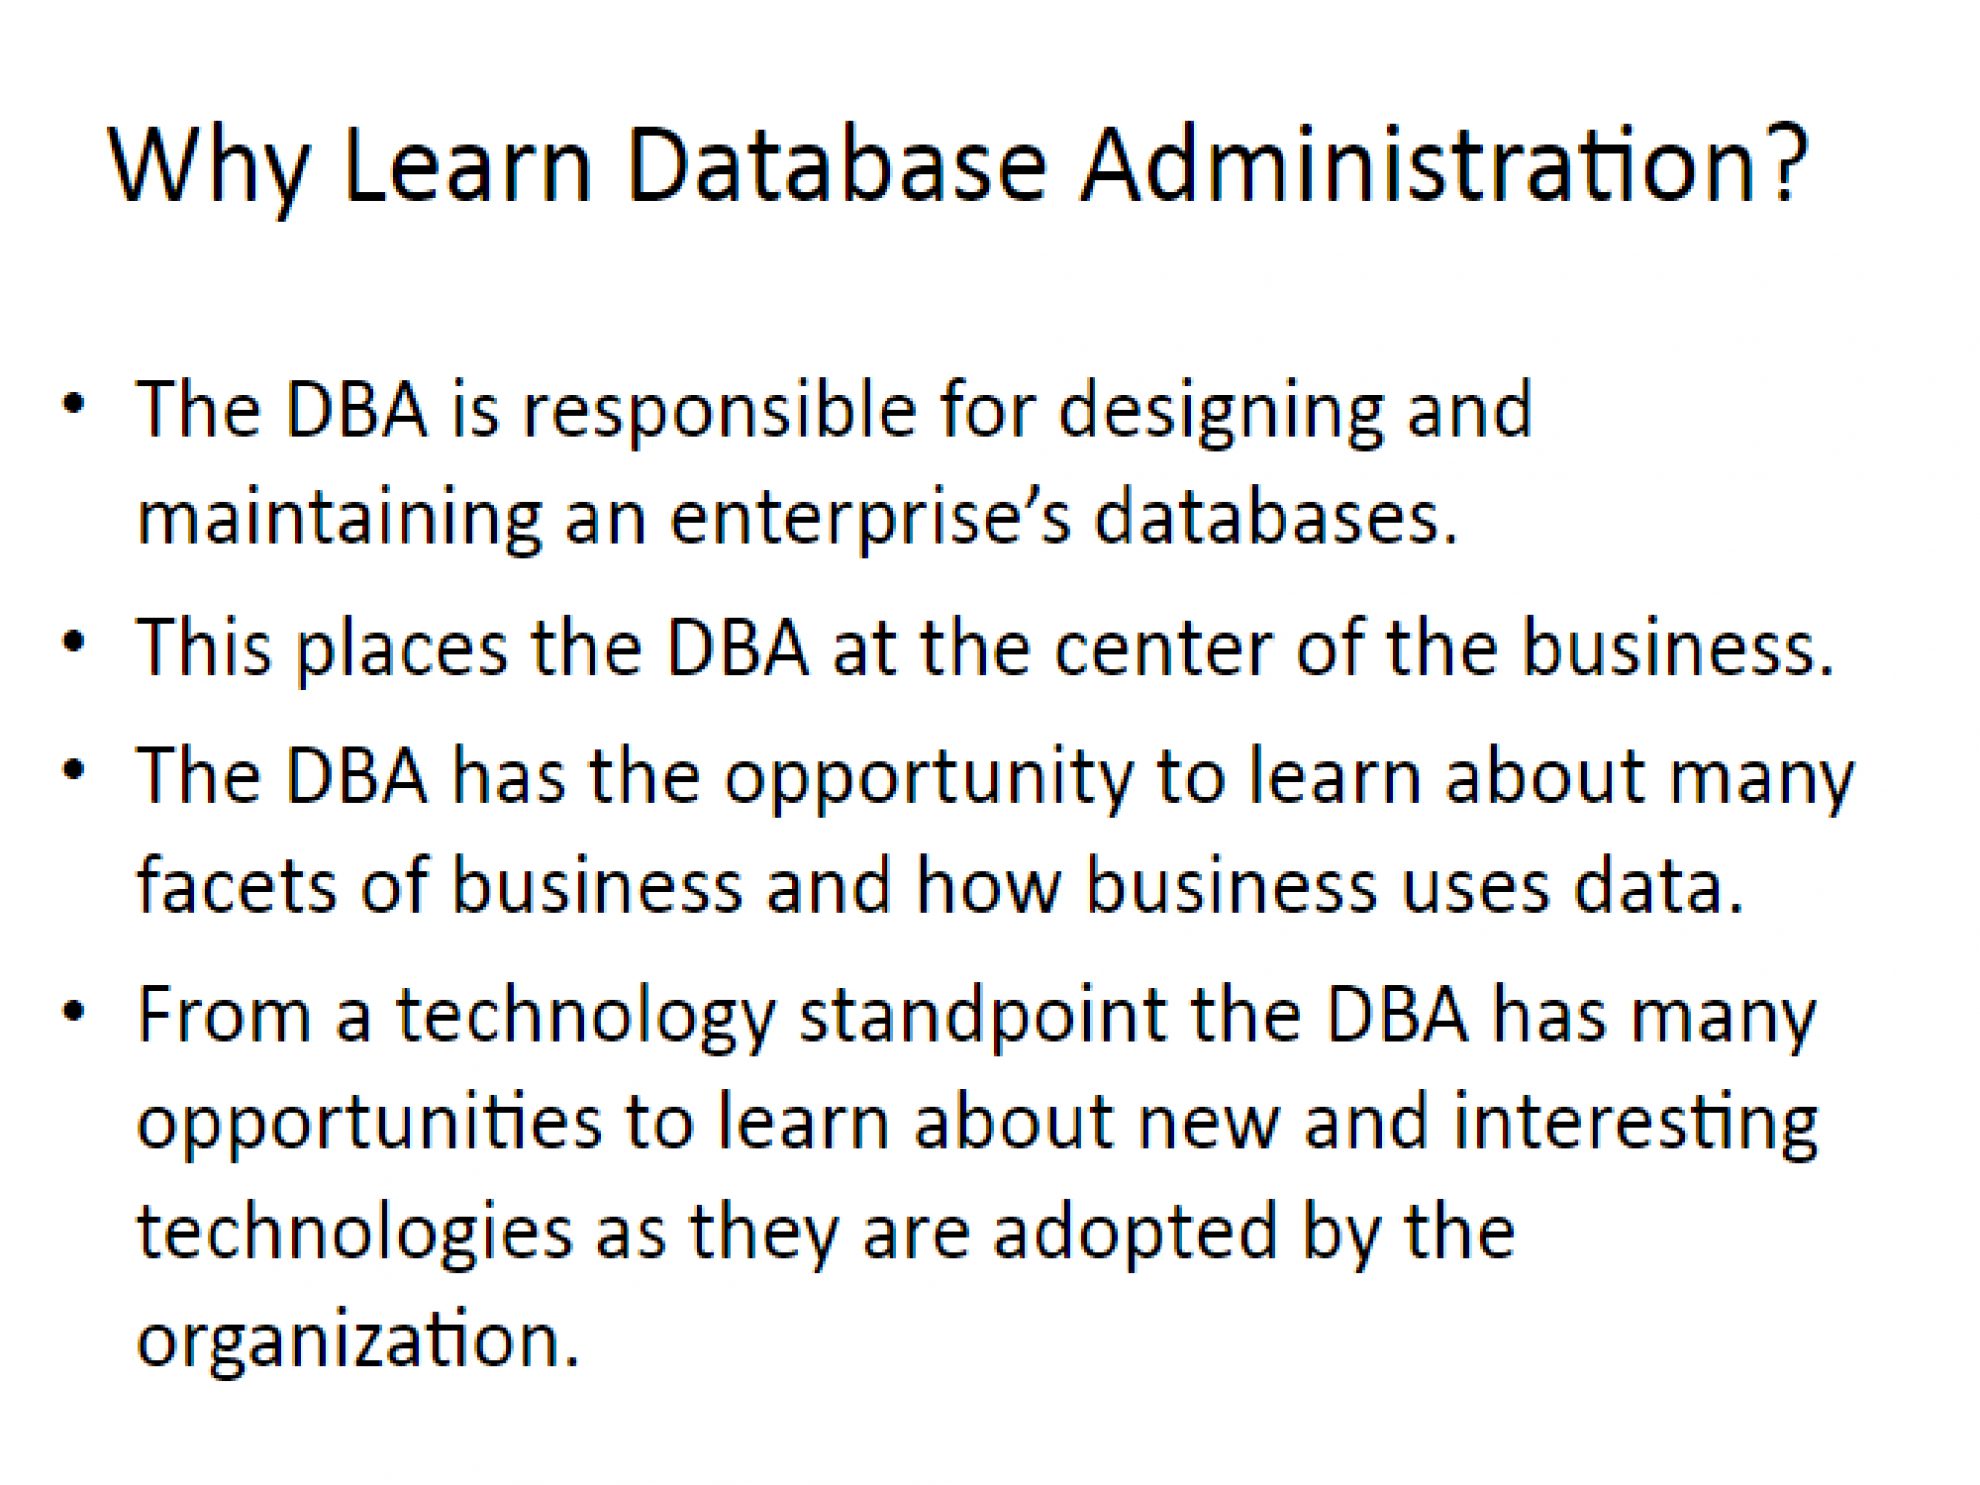 Why Learn Database Administration?
• The DBA is responsible for designing and
maintaining an enterprise’s databases.
• This places the DBA at the center of the business.
• The DBA has the opportunity to learn about many
facets of business and how business uses data.
• From a technology standpoint the DBA has many
opportunities to learn about new and interesting
technologies as they are adopted by the
organization.